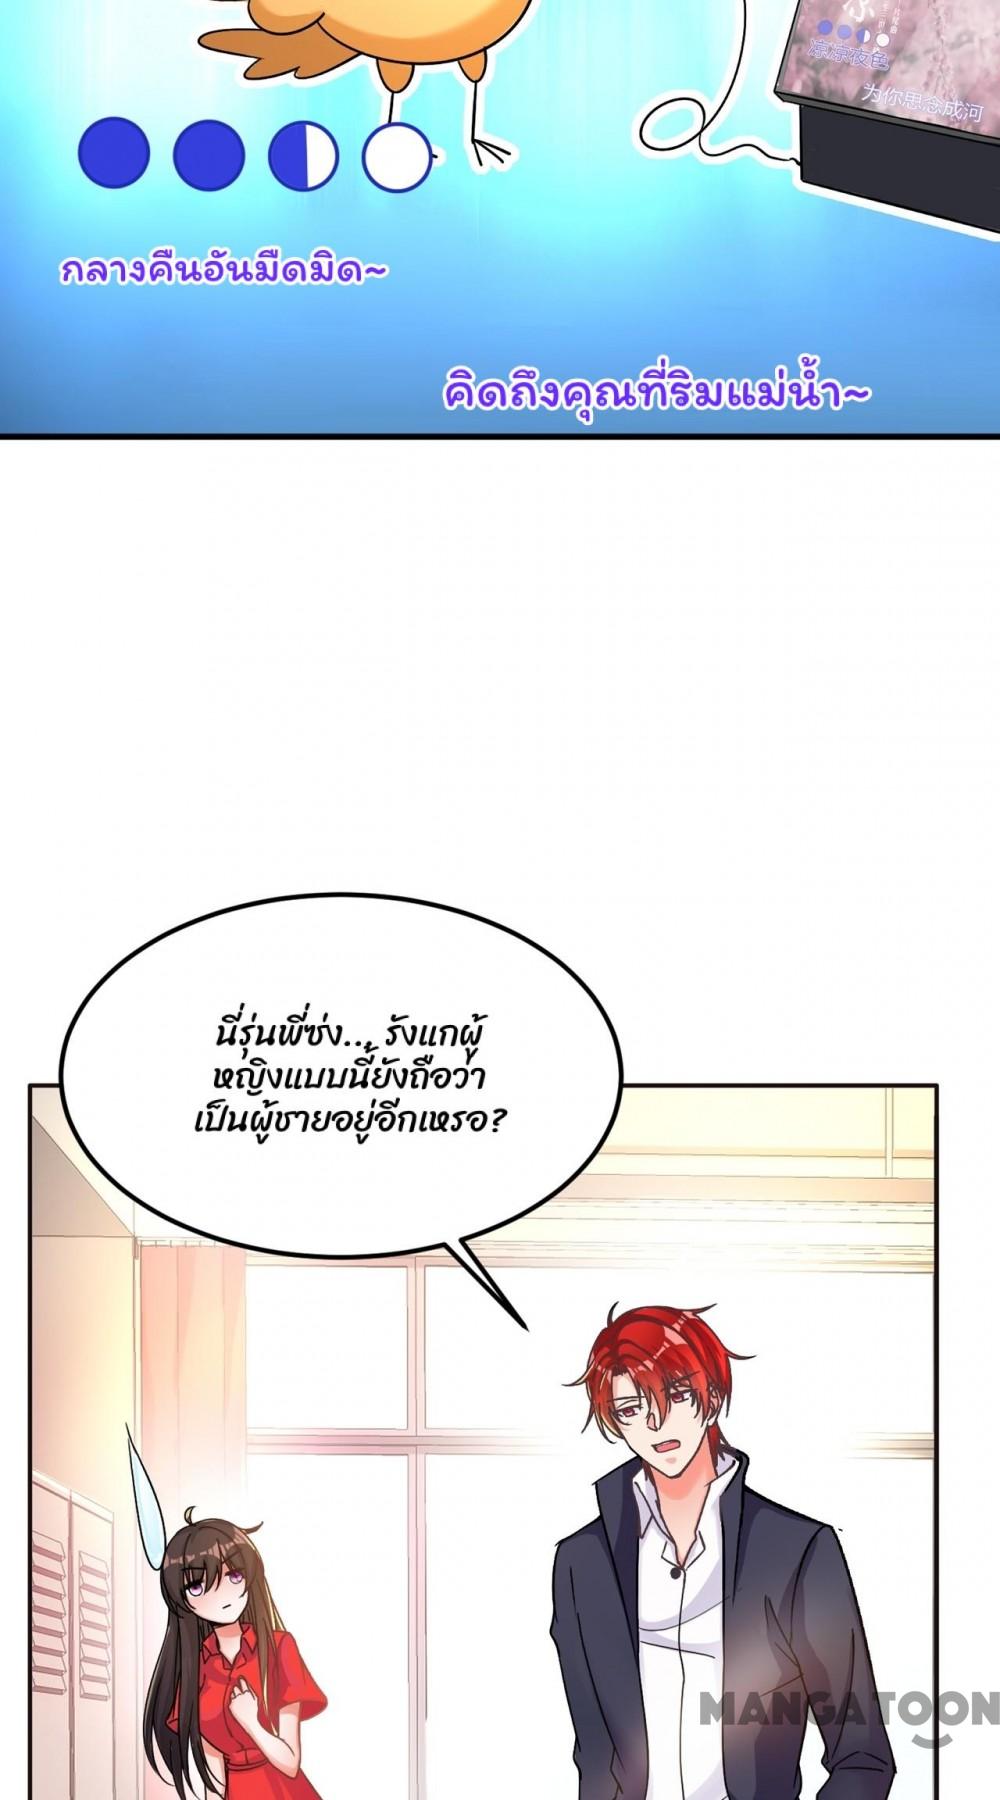 凉凉夜色
为你思念成河
กลางคืนอันมืดมิด~
คิดถึงคุณที่ริมแม่น้ำ~
นี่รุ่นพี่ซ่ง... รังแกผู้
หญิงแบบนี้ยังถือว่า
เป็นผู้ชายอยู่อีกเหรอ?
MANGATOON